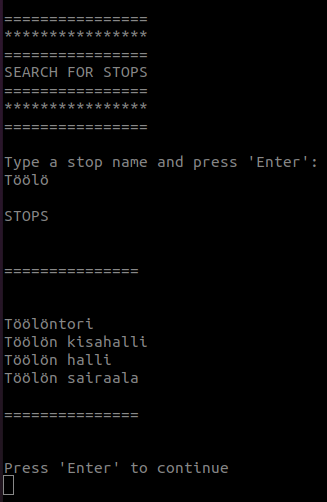 ================
****************
================
SEARCH FOR STOPS
================
****************
================
Type a stop name and press 'Enter':
Töölö
STOPS
===============
Töölöntori
Töölön kisahalli
Töölön halli
Töölön sairaala
===============
Press 'Enter' to continue